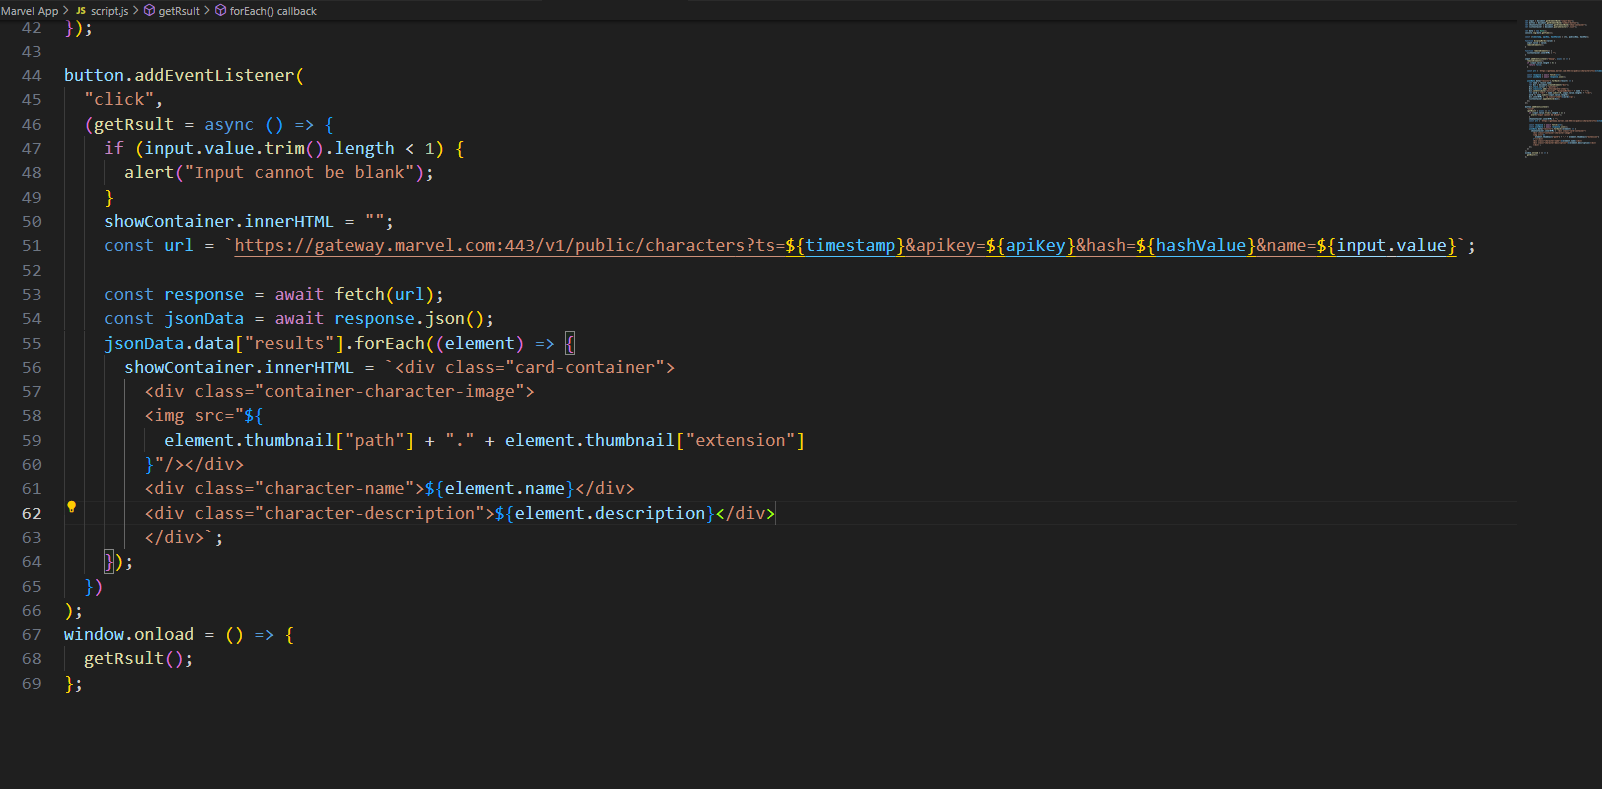 Marvel App > JS script.js > getRsult > forEach() callback
42 });
43
44 button.addEventListener(
45   "click",
46   (getRsult = async () => {
47     if (input.value.trim().length < 1) {
48       alert("Input cannot be blank");
49     }
50     showContainer.innerHTML = "";
51     const url = `https://gateway.marvel.com:443/v1/public/characters?ts=${timestamp}&apikey=${apiKey}&hash=${hashValue}&name=${input.value}`;
52
53     const response = await fetch(url);
54     const jsonData = await response.json();
55     jsonData.data["results"].forEach((element) => {
56       showContainer.innerHTML = `<div class="card-container">
57         <div class="container-character-image">
58         <img src="${
59           element.thumbnail["path"] + "." + element.thumbnail["extension"]
60         }"/></div>
61         <div class="character-name">${element.name}</div>
62         <div class="character-description">${element.description}</div>
63         </div>`;
64     });
65   })
66 );
67 window.onload = () => {
68   getRsult();
69 };